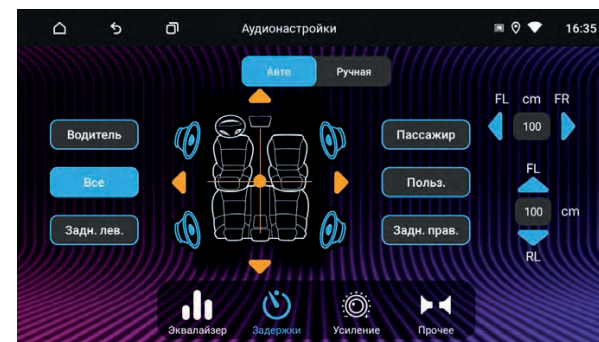 Аудионастройки
16:35
Авто
Ручная
FL cm FR
100
Водитель
Пассажир
Все
Польз.
FL
100 cm
RL
Задн. лев.
Задн. прав.
Эквалайзер
Задержки
Усиление
Прочее